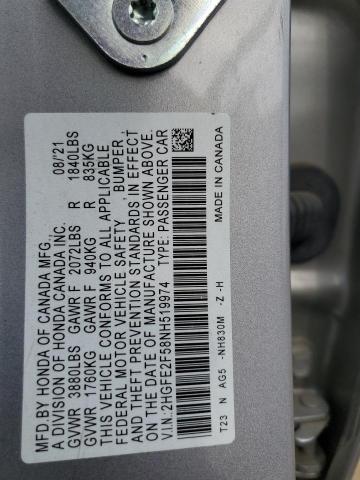 MFD.BY HONDA OF CANADA MFG., 08/'21
A DIVISION OF HONDA CANADA INC.
GVWR 3880LBS GAWR F 2072LBS R 1840LBS
GVWR 1760KG GAWR F 940KG R 835KG
THIS VEHICLE CONFORMS TO ALL APPLICABLE
FEDERAL MOTOR VEHICLE SAFETY, BUMPER,
AND THEFT PREVENTION STANDARDS IN EFFECT
ON THE DATE OF MANUFACTURE SHOWN ABOVE.
V.I.N.:2HGFE2F58NH519974 TYPE: PASSENGER CAR
T23 N AG5 -NH830M -Z -H MADE IN CANADA